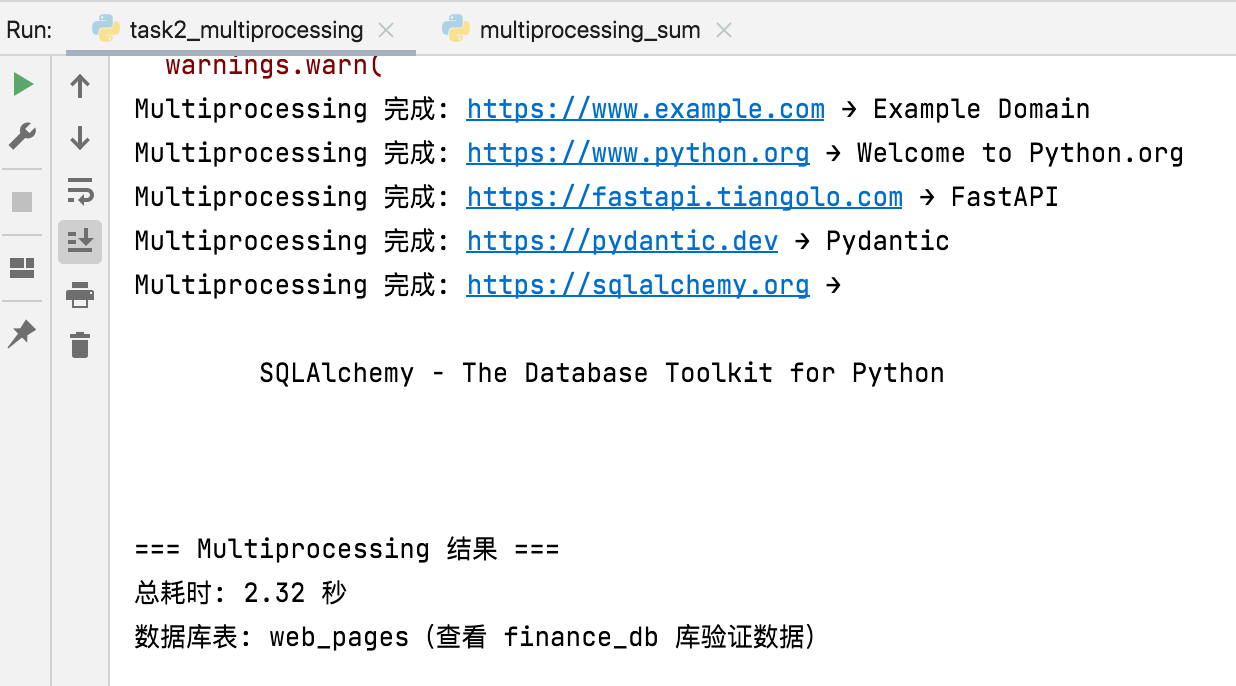 Run: task2_multiprocessing multiprocessing_sum
warnings.warn(
Multiprocessing 完成: https://www.example.com → Example Domain
Multiprocessing 完成: https://www.python.org → Welcome to Python.org
Multiprocessing 完成: https://fastapi.tiangolo.com → FastAPI
Multiprocessing 完成: https://pydantic.dev → Pydantic
Multiprocessing 完成: https://sqlalchemy.org →
SQLAlchemy - The Database Toolkit for Python
=== Multiprocessing 结果 ===
总耗时: 2.32 秒
数据库表: web_pages（查看 finance_db 库验证数据）